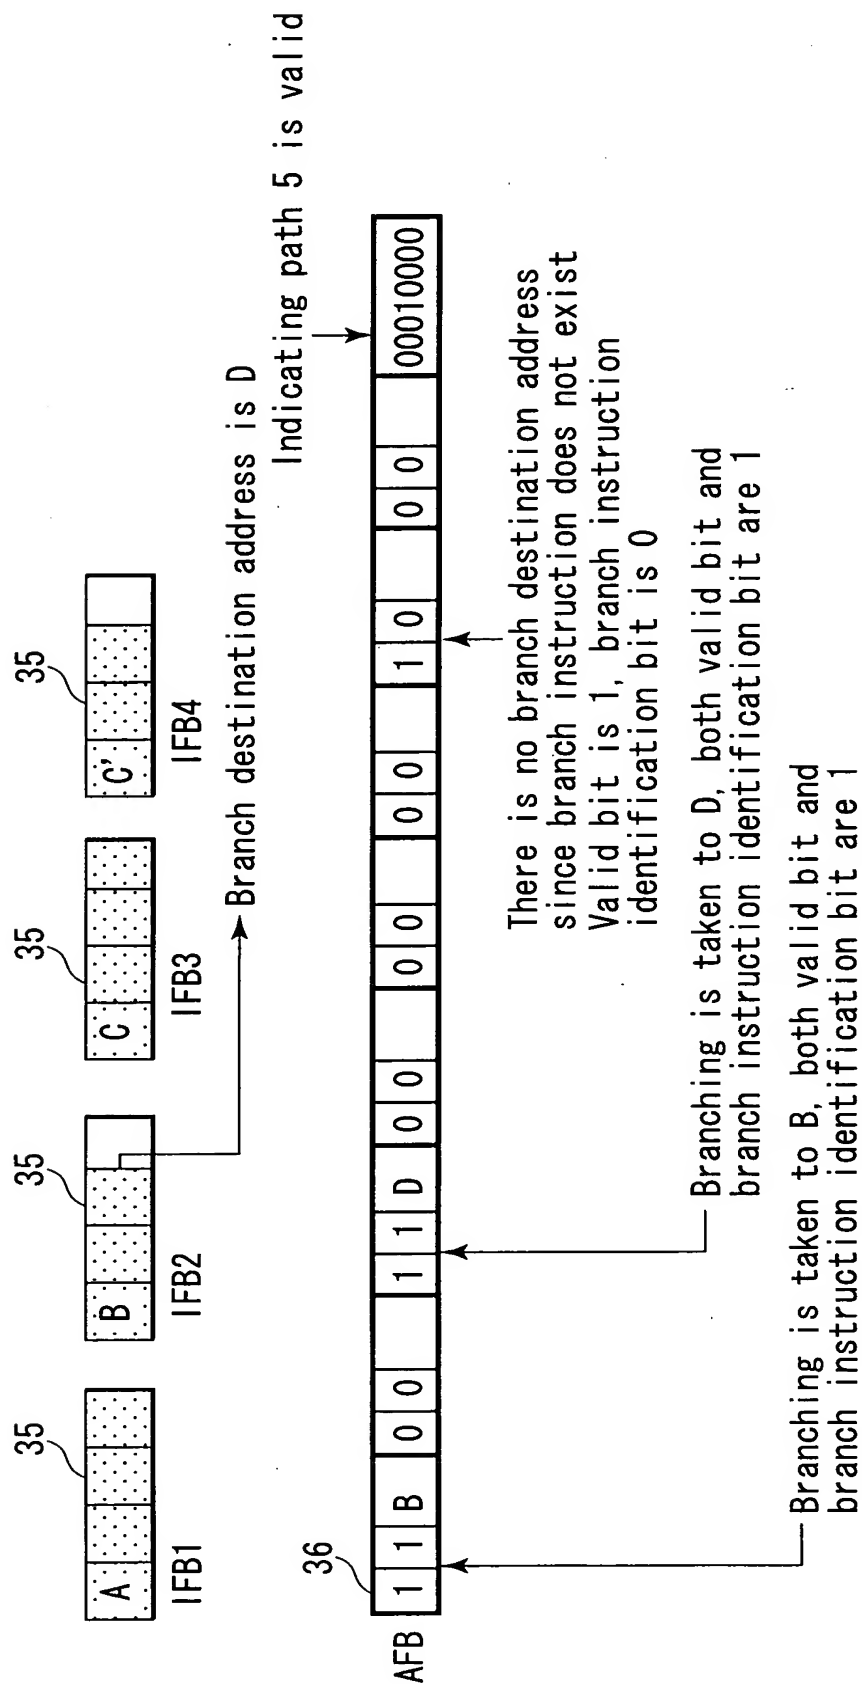 35
35
35
35
A
B
C
C'
IFB1
IFB2
IFB3
IFB4
Branch destination address is D
Indicating path 5 is valid
36
AFB
1 1 B 0 0 1 1 D 0 0 0 0 0 0 1 0 0 0 00010000
There is no branch destination address
since branch instruction does not exist
Valid bit is 1, branch instruction
identification bit is 0
Branching is taken to D, both valid bit and
branch instruction identification bit are 1
Branching is taken to B, both valid bit and
branch instruction identification bit are 1